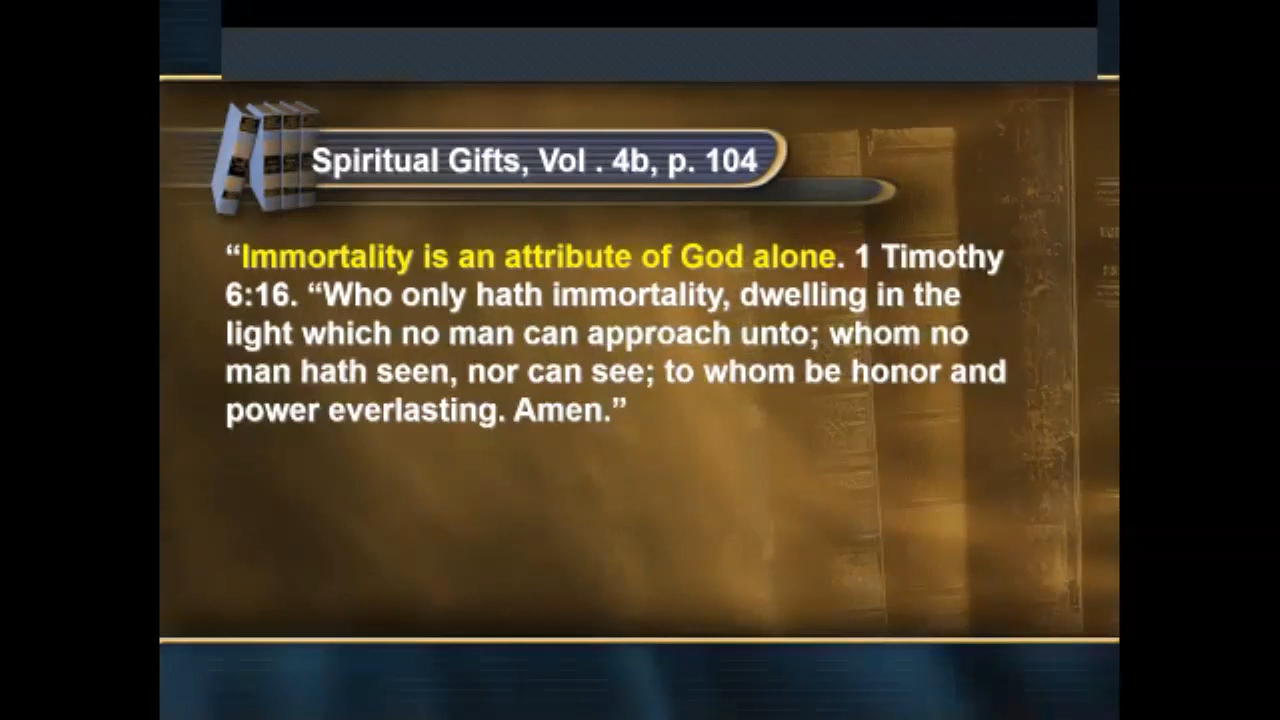 Spiritual Gifts, Vol . 4b, p. 104
“Immortality is an attribute of God alone. 1 Timothy
6:16. “Who only hath immortality, dwelling in the
light which no man can approach unto; whom no
man hath seen, nor can see; to whom be honor and
power everlasting. Amen.”